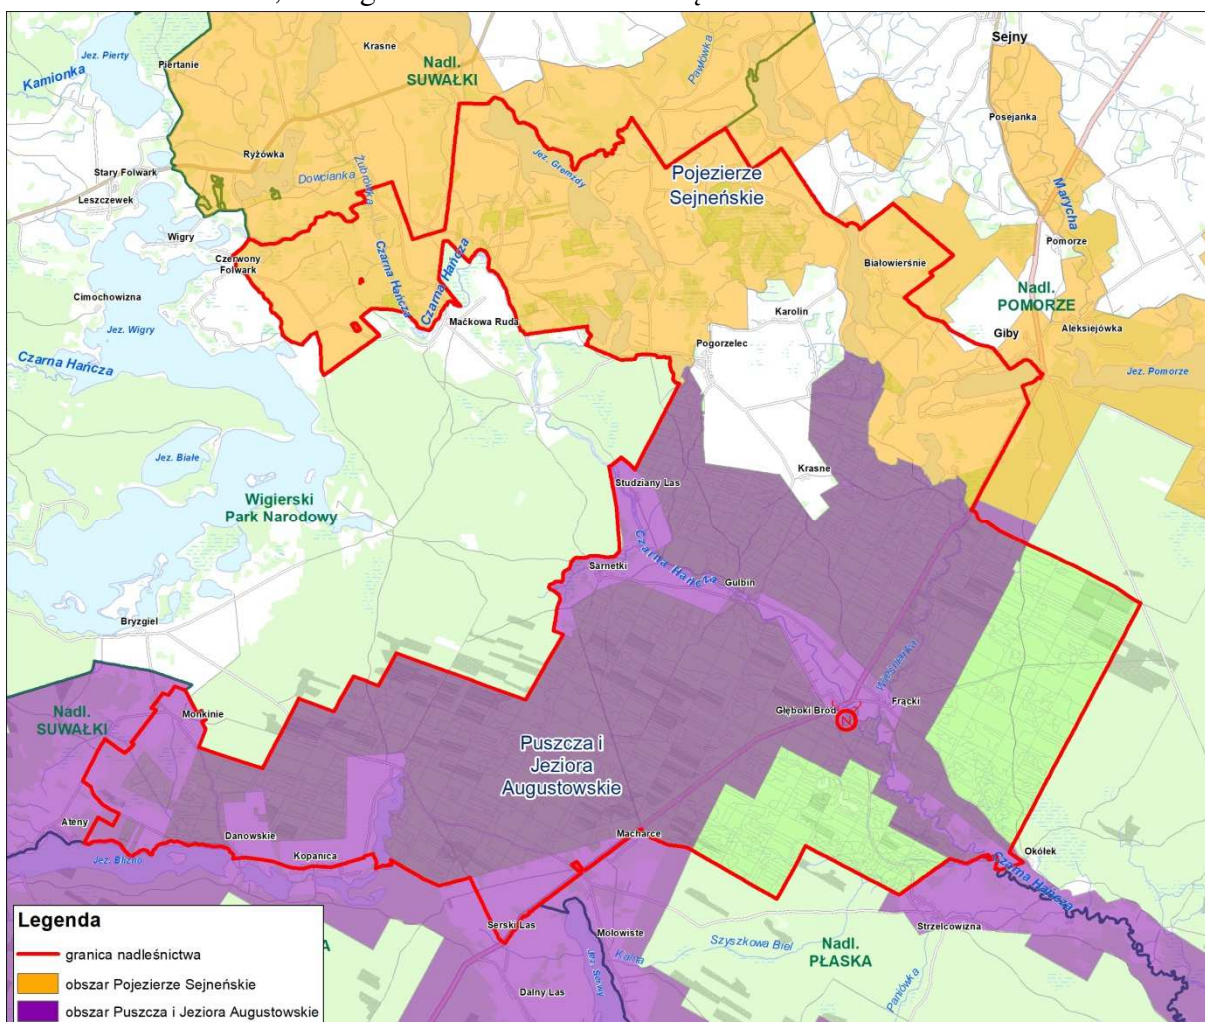 Krasne
Sejny
Jez. Pierty
Piertanie
Nadl.
SUWAŁKI
Pawłówka
Kamionka
Posejanka
Ryżówka
Jez. Gremzdy
Stary Folwark
Dowcianka
Żubrówka
Pojezierze
Sejneńskie
Leszczewek
Marycha
Wigry
Pomorze
Czerwony
Folwark
Czarna Hańcza
Czarna Hańcza
Białowierśnie
Cimochowizna
Nadl.
POMORZE
Karolin
Jez. Wigry
Maćkowa Ruda
Giby
Aleksiejówka
Pogorzelec
Czarna Hańcza
Jez. Pomorze
Jez. Białe
Krasne
Studziany Las
Wigierski
Park Narodowy
Czarna Hańcza
Sarnetki
Gulbin
Bryzgiel
Wierśnianka
Frącki
Głęboki Bród
N
Monkinie
Nadl.
SUWAŁKI
Puszcza i
Jeziora
Augustowskie
Ateny
Danowskie
Macharce
Kopanica
Jez. Blizno
Okółek
Czarna Hańcza
Serski Las
Strzelcowizna
Mołowiste
Kalna
Szyszkowa Biel
Nadl.
PŁASKA
Jez. Serwy
Paniówka
Dalny Las
Legenda
granica nadleśnictwa
obszar Pojezierze Sejneńskie
obszar Puszcza i Jeziora Augustowskie